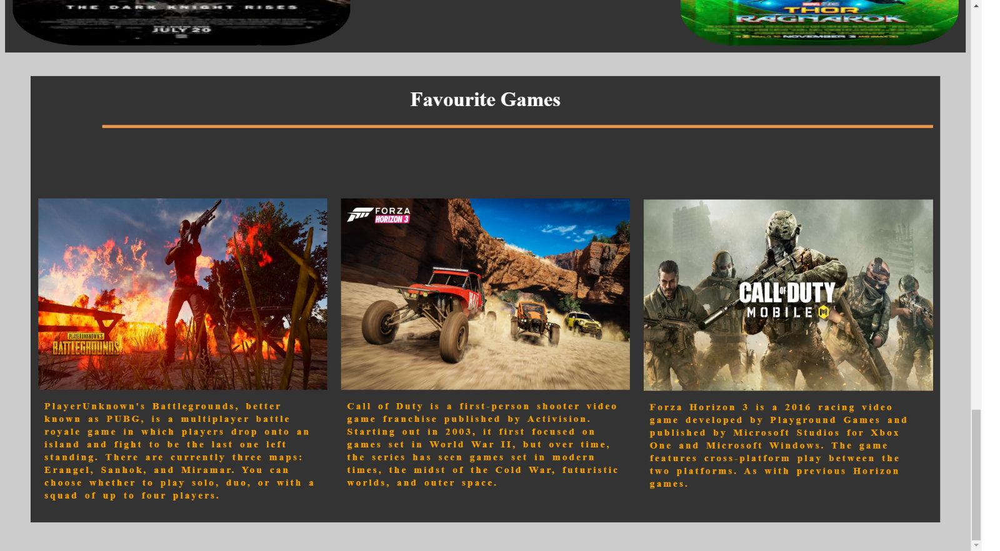 THE DARK KNIGHT RISES
JULY 20
MARVEL STUDIOS
THOR
RAGNAROK
NOVEMBER 3
Favourite Games
PLAYERUNKNOWN'S
BATTLEGROUNDS
FORZA
HORIZON 3
CALL OF DUTY
MOBILE
PlayerUnknown's Battlegrounds, better
known as PUBG, is a multiplayer battle
royale game in which players drop onto an
island and fight to be the last one left
standing. There are currently three maps:
Erangel, Sanhok, and Miramar. You can
choose whether to play solo, duo, or with a
squad of up to four players.
Call of Duty is a first-person shooter video
game franchise published by Activision.
Starting out in 2003, it first focused on
games set in World War II, but over time,
the series has seen games set in modern
times, the midst of the Cold War, futuristic
worlds, and outer space.
Forza Horizon 3 is a 2016 racing video
game developed by Playground Games and
published by Microsoft Studios for Xbox
One and Microsoft Windows. The game
features cross-platform play between the
two platforms. As with previous Horizon
games.